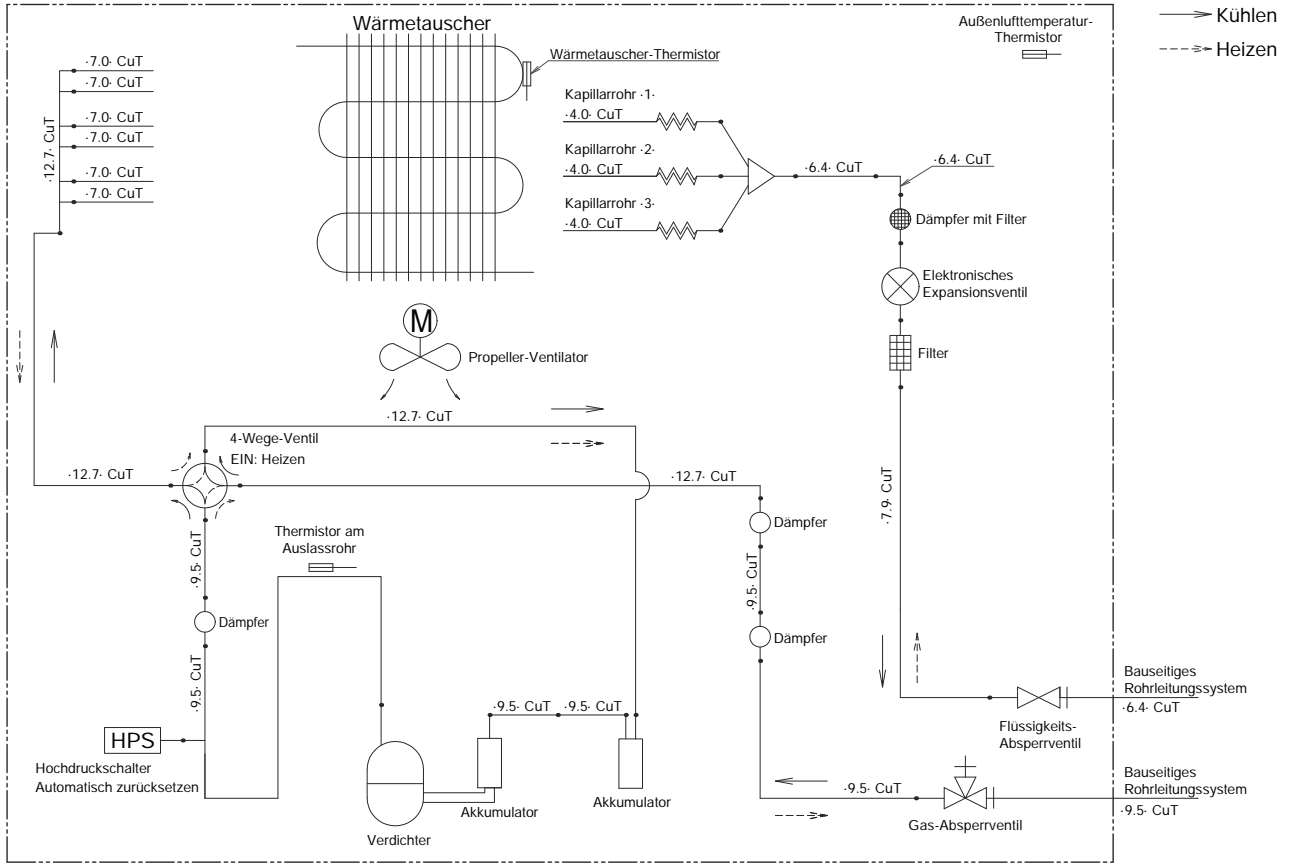 Wärmetauscher
Außenlufttemperatur-
Thermistor
Kühlen
Heizen
Wärmetauscher-Thermistor
·7.0· CuT
·7.0· CuT
·7.0· CuT
·7.0· CuT
·7.0· CuT
·7.0· CuT
·12.7· CuT
Kapillarrohr ·1·
·4.0· CuT
Kapillarrohr ·2·
·4.0· CuT
Kapillarrohr ·3·
·4.0· CuT
·6.4· CuT
·6.4· CuT
Dämpfer mit Filter
Elektronisches
Expansionsventil
Filter
M
Propeller-Ventilator
·12.7· CuT
4-Wege-Ventil
EIN: Heizen
·12.7· CuT
·12.7· CuT
·7.9· CuT
Dämpfer
Thermistor am
Auslassrohr
·9.5· CuT
·9.5· CuT
Dämpfer
Dämpfer
·9.5· CuT
Bauseitiges
Rohrleitungssystem
·6.4· CuT
Flüssigkeits-
Absperrventil
·9.5· CuT
·9.5· CuT
HPS
Hochdruckschalter
Automatisch zurücksetzen
Verdichter
Akkumulator
Akkumulator
·9.5· CuT
Gas-Absperrventil
Bauseitiges
Rohrleitungssystem
·9.5· CuT